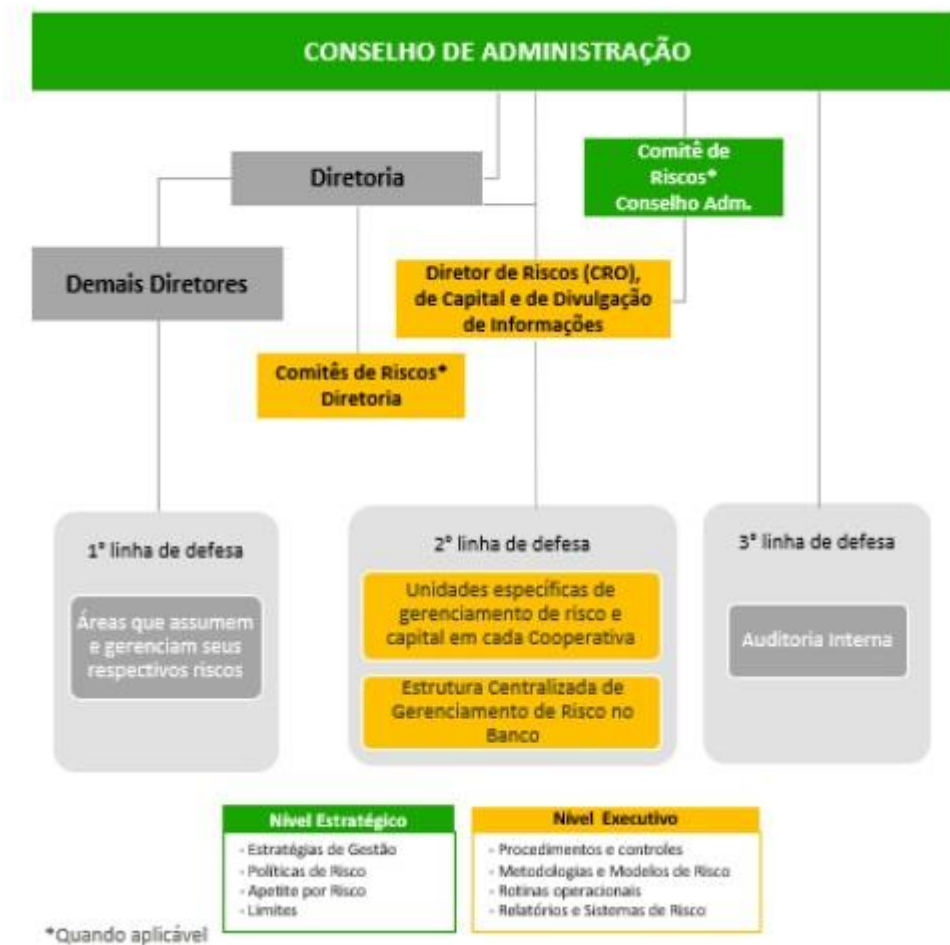 CONSELHO DE ADMINISTRAÇÃO
Diretoria
Comitê de
Riscos*
Conselho Adm.
Demais Diretores
Diretor de Riscos (CRO),
de Capital e de Divulgação
de Informações
Comitês de Riscos*
Diretoria
1° linha de defesa
Áreas que assumem
e gerenciam seus
respectivos riscos
2° linha de defesa
Unidades específicas de
gerenciamento de risco e
capital em cada Cooperativa
Estrutura Centralizada de
Gerenciamento de Risco no
Banco
3° linha de defesa
Auditoria Interna
Nível Estratégico
- Estratégias de Gestão
- Políticas de Risco
- Apetite por Risco
- Limites
Nível Executivo
- Procedimentos e controles
- Metodologias e Modelos de Risco
- Rotinas operacionais
- Relatórios e Sistemas de Risco
*Quando aplicável